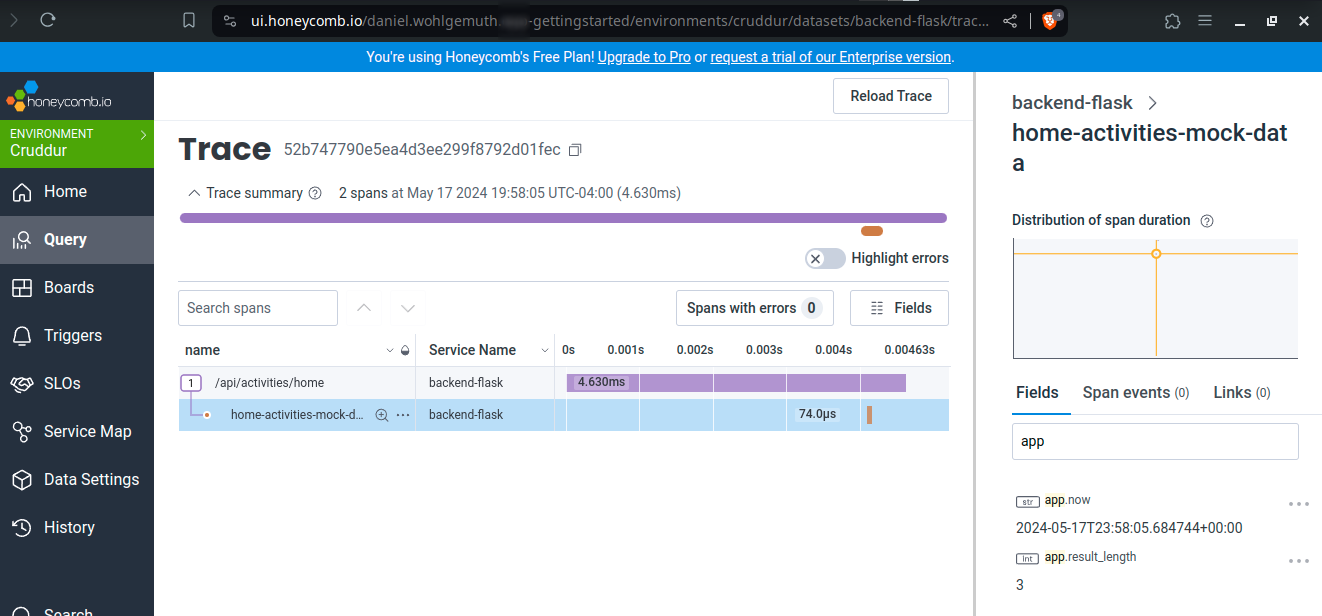 ui.honeycomb.io/daniel.wohlgemuth. -gettingstarted/environments/cruddur/datasets/backend-flask/trac...
4
You're using Honeycomb's Free Plan! Upgrade to Pro or request a trial of our Enterprise version.
honeycomb.io
ENVIRONMENT
Cruddur
Home
Query
Boards
Triggers
SLOs
Service Map
Data Settings
History
Search
Reload Trace
Trace 52b747790e5ea4d3ee299f8792d01fec
Trace summary 2 spans at May 17 2024 19:58:05 UTC-04:00 (4.630ms)
Highlight errors
Search spans Spans with errors 0 Fields
name Service Name 0s 0.001s 0.002s 0.003s 0.004s 0.00463s
1 /api/activities/home backend-flask 4.630ms
home-activities-mock-d... backend-flask 74.0µs
backend-flask
home-activities-mock-dat
a
Distribution of span duration
Fields Span events (0) Links (0)
app
str app.now
2024-05-17T23:58:05.684744+00:00
int app.result_length
3